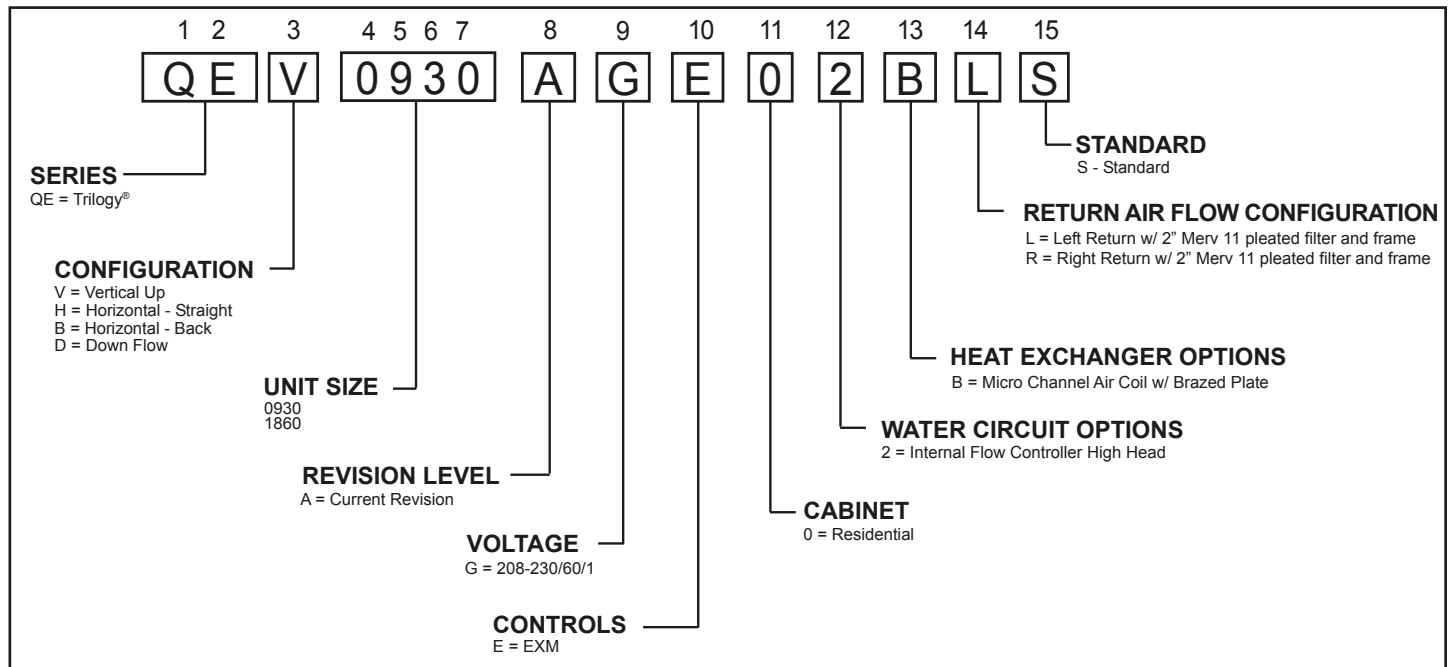 1 2 3 4 5 6 7 8 9 10 11 12 13 14 15
Q E V 0 9 3 0 A G E 0 2 B L S
SERIES
QE = Trilogy®
CONFIGURATION
V = Vertical Up
H = Horizontal - Straight
B = Horizontal - Back
D = Down Flow
UNIT SIZE
0930
1860
REVISION LEVEL
A = Current Revision
VOLTAGE
G = 208-230/60/1
CONTROLS
E = EXM
CABINET
0 = Residential
WATER CIRCUIT OPTIONS
2 = Internal Flow Controller High Head
HEAT EXCHANGER OPTIONS
B = Micro Channel Air Coil w/ Brazed Plate
RETURN AIR FLOW CONFIGURATION
L = Left Return w/ 2” Merv 11 pleated filter and frame
R = Right Return w/ 2” Merv 11 pleated filter and frame
STANDARD
S - Standard